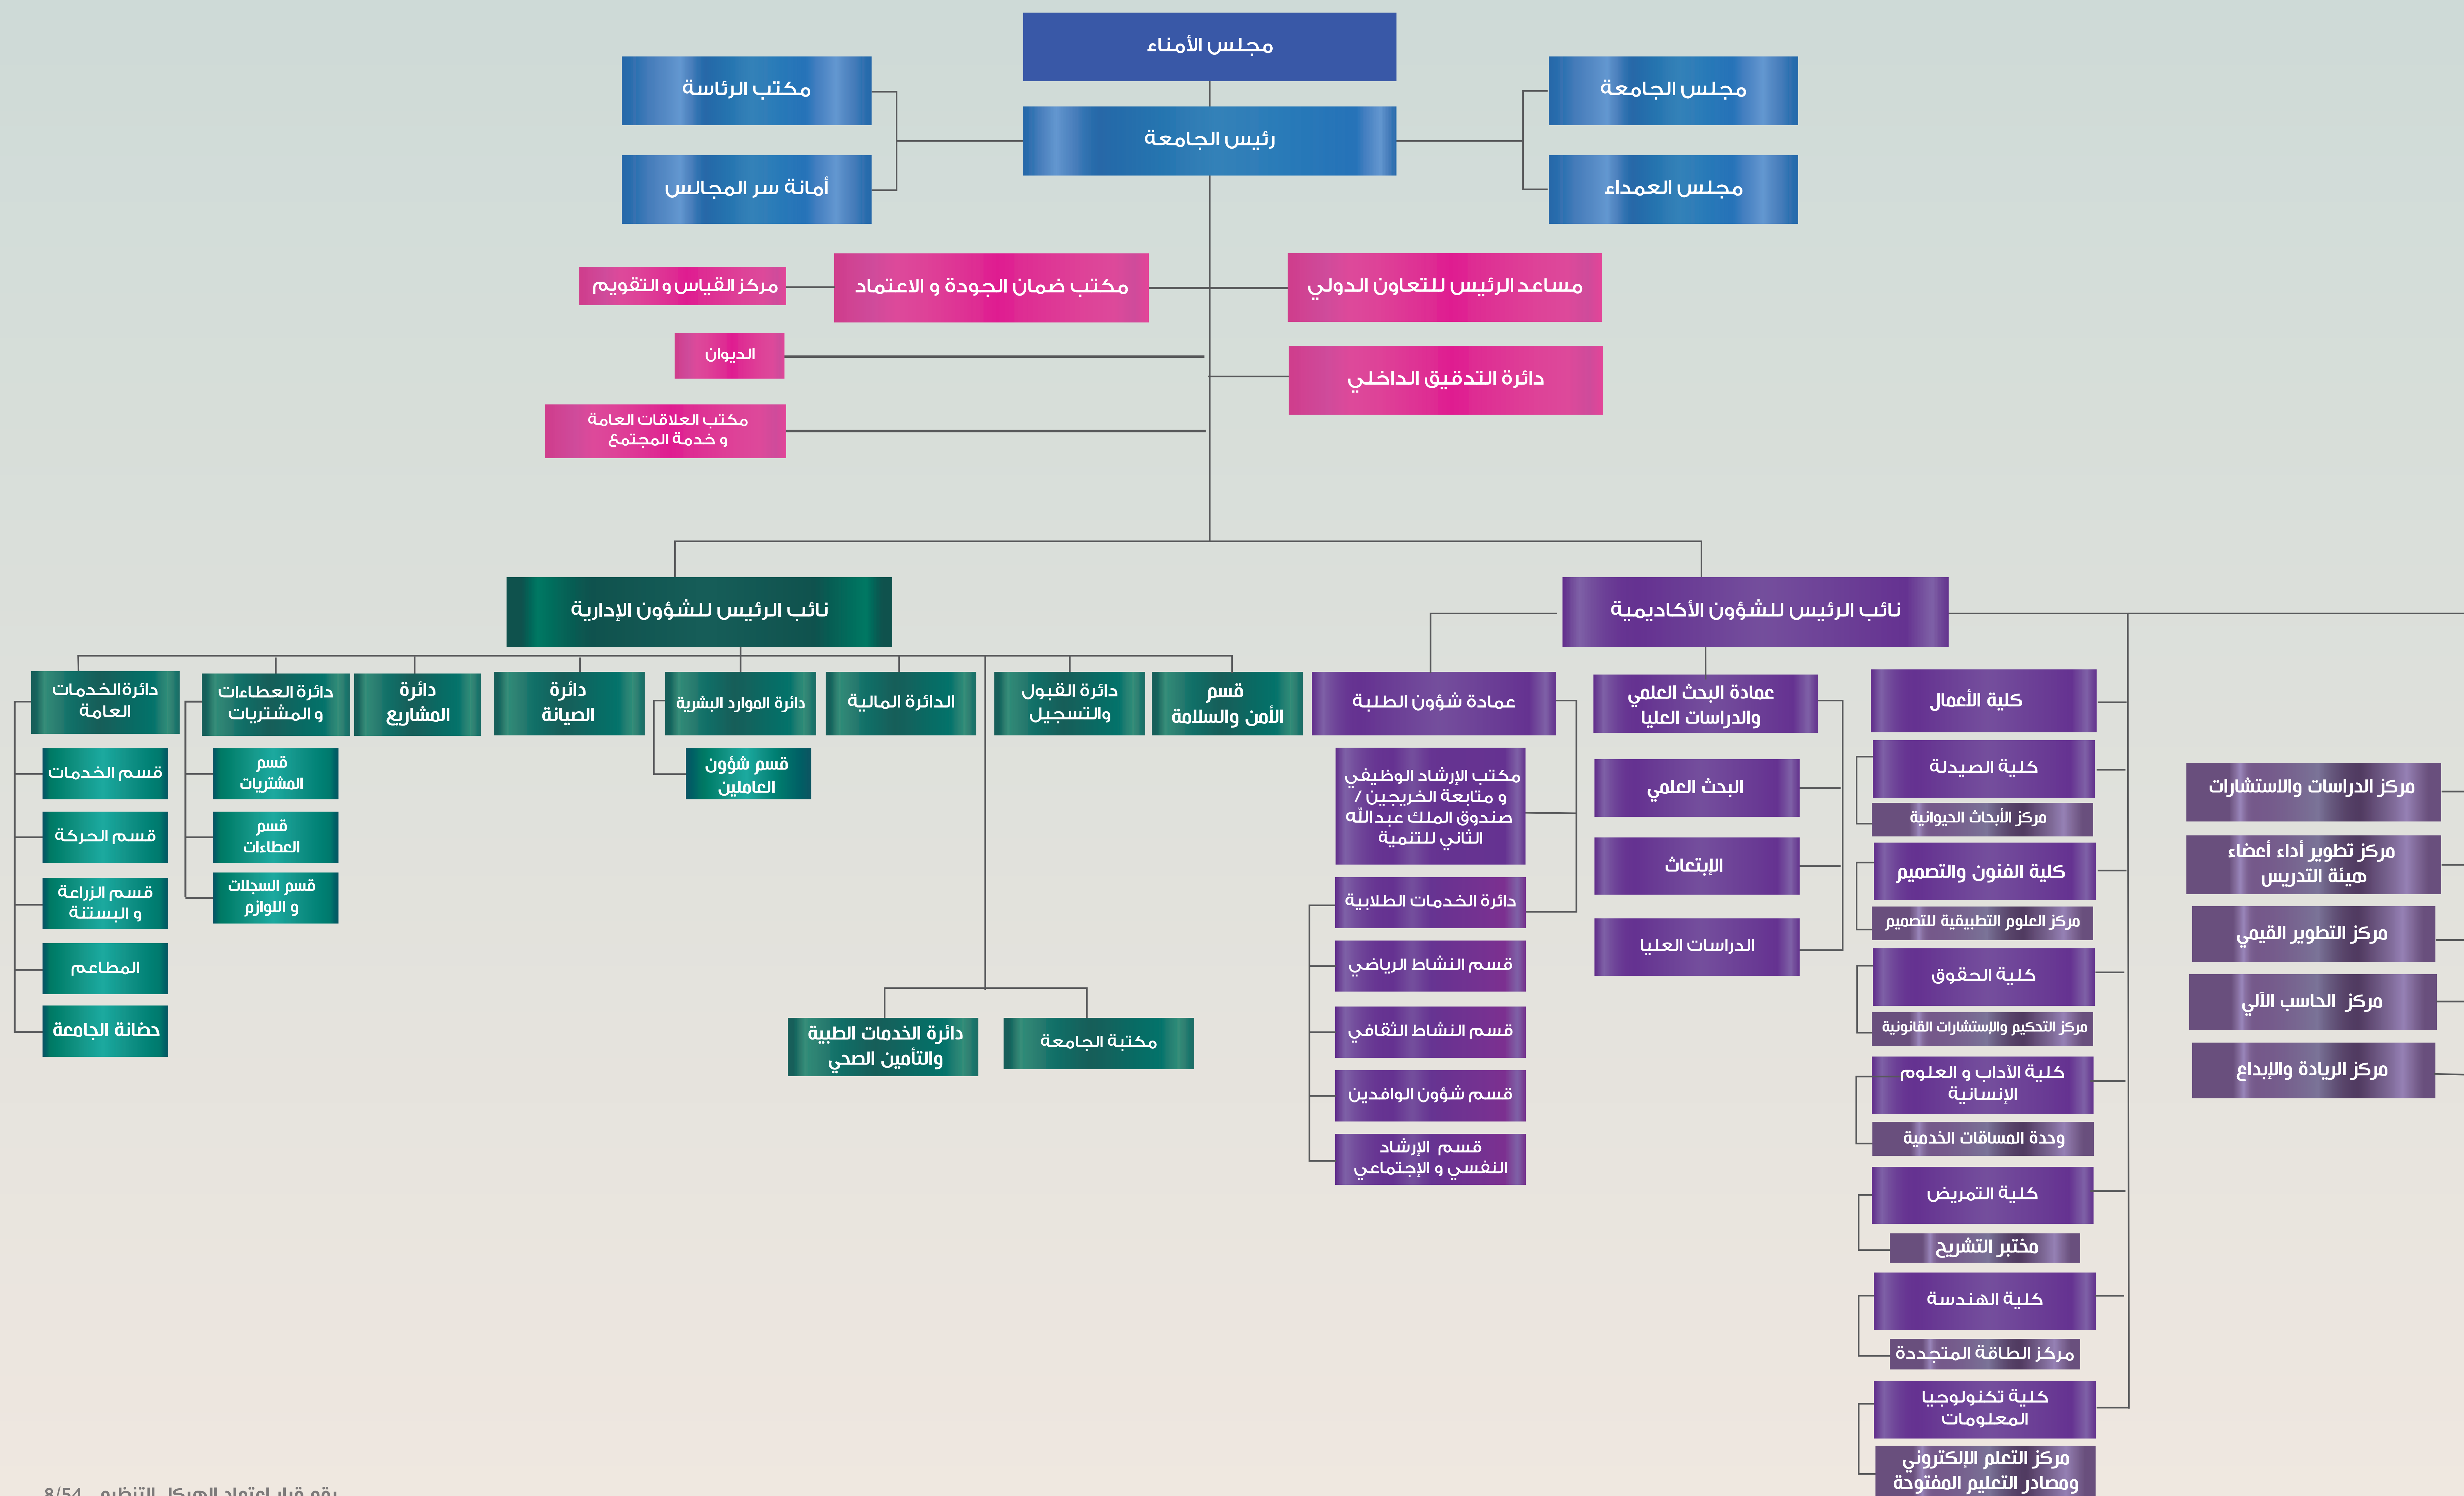 مجلس الأمناء
رئيس الجامعة
مجلس الجامعة
مجلس العمداء
مكتب الرئاسة
أمانة سر المجالس
مساعد الرئيس للتعاون الدولي
مكتب ضمان الجودة و الاعتماد
مركز القياس و التقويم
دائرة التدقيق الداخلي
الديوان
مكتب العلاقات العامة
و خدمة المجتمع
نائب الرئيس للشؤون الأكاديمية
نائب الرئيس للشؤون الإدارية
مركز الدراسات والاستشارات
مركز تطوير أداء أعضاء
هيئة التدريس
مركز التطوير القيمي
مركز الحاسب الآلي
مركز الريادة والإبداع
كلية الأعمال
كلية الصيدلة
مركز الأبحاث الحيوانية
كلية الفنون والتصميم
مركز العلوم التطبيقية للتصميم
كلية الحقوق
مركز التحكيم والإستشارات القانونية
كلية الآداب و العلوم
الإنسانية
وحدة المساقات الخدمية
كلية التمريض
مختبر التشريح
كلية الهندسة
مركز الطاقة المتجددة
كلية تكنولوجيا
المعلومات
مركز التعلم الإلكتروني
ومصادر التعليم المفتوحة
عمادة البحث العلمي
والدراسات العليا
البحث العلمي
الإبتعاث
الدراسات العليا
عمادة شؤون الطلبة
مكتب الإرشاد الوظيفي
و متابعة الخريجين /
صندوق الملك عبدالله
الثاني للتنمية
دائرة الخدمات الطلابية
قسم النشاط الرياضي
قسم النشاط الثقافي
قسم شؤون الوافدين
قسم الإرشاد
النفسي و الإجتماعي
قسم
الأمن والسلامة
دائرة القبول
والتسجيل
الدائرة المالية
دائرة الموارد البشرية
قسم شؤون
العاملين
دائرة
الصيانة
دائرة
المشاريع
دائرة العطاءات
و المشتريات
قسم
المشتريات
قسم
العطاءات
قسم السجلات
و اللوازم
دائرة الخدمات
العامة
قسم الخدمات
قسم الحركة
قسم الزراعة
و البستنة
المطاعم
حضانة الجامعة
مكتبة الجامعة
دائرة الخدمات الطبية
والتأمين الصحي
رقم قرار اعتماد الهيكل التنظيمي 8/54